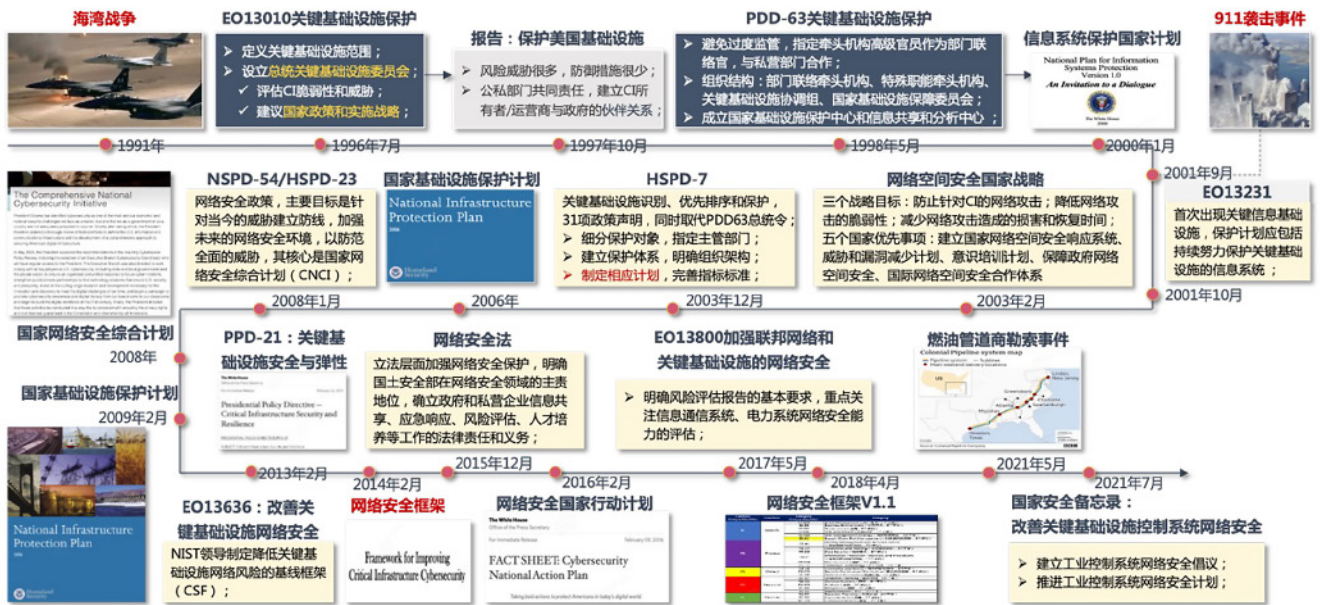 海湾战争
EO13010关键基础设施保护
➢ 定义关键基础设施范围；
➢ 设立总统关键基础设施委员会；
✓ 评估CI脆弱性和威胁；
✓ 建议国家政策和实施战略；
报告：保护美国基础设施
➢ 风险威胁很多，防御措施很少；
➢ 公私部门共同责任，建立CI所
有者/运营商与政府的伙伴关系；
PDD-63关键基础设施保护
➢ 避免过度监管，指定牵头机构高级官员作为部门联
络官，与私营部门合作；
➢ 组织结构：部门联络牵头机构、特殊职能牵头机构、
关键基础设施协调组、国家基础设施保障委员会；
➢ 成立国家基础设施保护中心和信息共享和分析中心；
信息系统保护国家计划
National Plan for Information
Systems Protection
Version 1.0
An Invitation to a Dialogue
The White House
2000
911袭击事件
1991年
1996年7月
1997年10月
1998年5月
2000年1月
2001年9月
The Comprehensive National
Cybersecurity Initiative
国家网络安全综合计划
NSPD-54/HSPD-23
网络安全政策，主要目标是针
对当今的威胁建立防线，加强
未来的网络安全环境，以防范
全面的威胁，其核心是国家网
络安全综合计划（CNCI）；
国家基础设施保护计划
National Infrastructure
Protection Plan
2006
Homeland
Security
HSPD-7
关键基础设施识别、优先排序和保护，
31项政策声明，同时取代PDD63总统令；
➢ 细分保护对象，指定主管部门；
➢ 建立保护体系，明确组织架构；
➢ 制定相应计划，完善指标标准；
网络空间安全国家战略
三个战略目标：防止针对CI的网络攻击；降低网络攻
击的脆弱性；减少网络攻击造成的损害和恢复时间；
五个国家优先事项：建立国家网络空间安全响应系统、
威胁和漏洞减少计划、意识培训计划、保障政府网络
空间安全、国际网络空间安全合作体系
EO13231
首次出现关键信息基础
设施，保护计划应包括
持续努力保护关键基础
设施的信息系统；
2008年1月
2006年
2003年12月
2003年2月
2001年10月
2008年
国家基础设施保护计划
2009年2月
National Infrastructure
Protection Plan
2006
Homeland
Security
PPD-21：关键基
础设施安全与弹性
The White House
Presidential Policy Directive --
Critical Infrastructure Security and
Resilience
网络安全法
立法层面加强网络安全保护，明确
国土安全部在网络安全领域的主责
地位，确立政府和私营企业信息共
享、应急响应、风险评估、人才培
养等工作的法律责任和义务；
EO13800加强联邦网络和
关键基础设施的网络安全
➢ 明确风险评估报告的基本要求，重点关
注信息通信系统、电力系统网络安全能
力的评估；
燃油管道商勒索事件
Colonial Pipeline system map
2013年2月
2014年2月
2015年12月
2016年2月
2017年5月
2018年4月
2021年5月
2021年7月
EO13636：改善关
键基础设施网络安全
NIST领导制定降低关键基
础设施网络风险的基线框架
（CSF）；
网络安全框架
Framework for Improving
Critical Infrastructure Cybersecurity
网络安全国家行动计划
The White House
Office of the Press Secretary
For Immediate Release
February 09, 2016
FACT SHEET: Cybersecurity
National Action Plan
Taking bold actions to protect Americans in today's digital world
网络安全框架V1.1
国家安全备忘录：
改善关键基础设施控制系统网络安全
➢ 建立工业控制系统网络安全倡议；
➢ 推进工业控制系统网络安全计划；